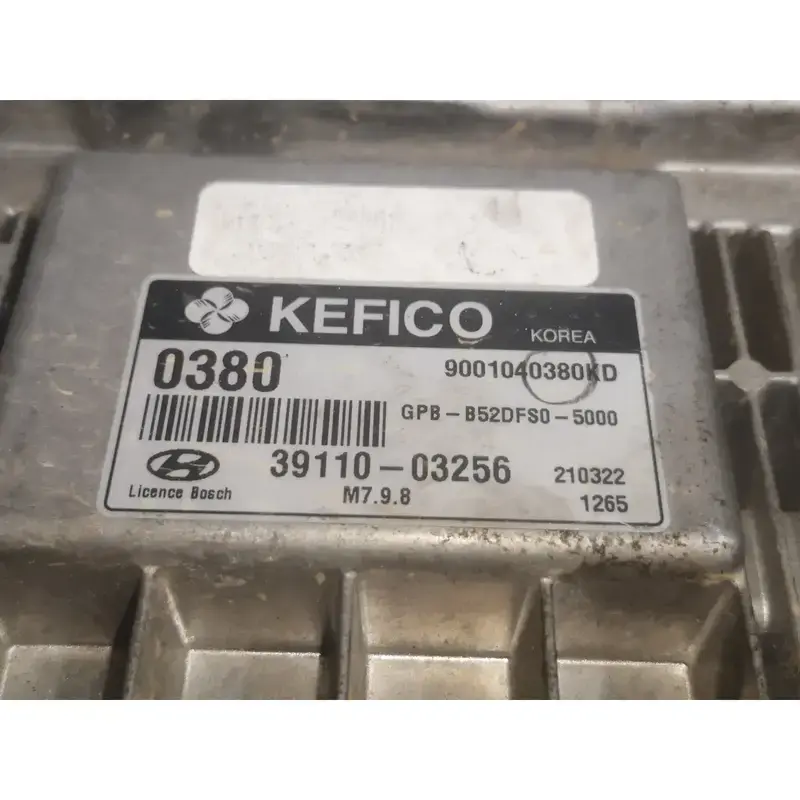 KEFICO KOREA
0380 9001040380KD
GPB-B52DFS0-5000
39110-03256 210322
Licence Bosch M7.9.8 1265